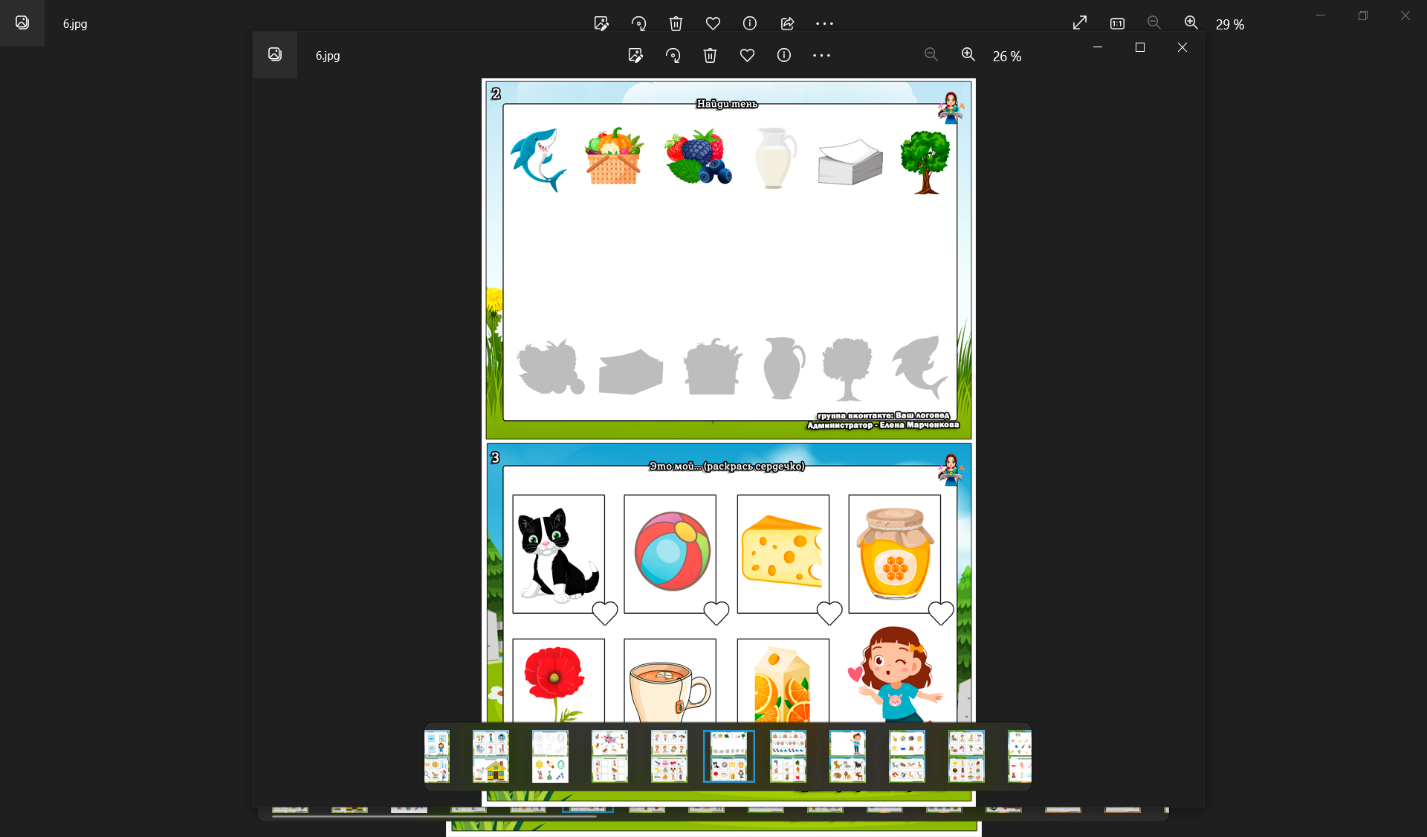 6.jpg
29 %
6.jpg
26 %
2
Найди тень
группа вконтакте: Ваш логопед
Администратор - Елена Марченкова
3
Это мой... (раскрась сердечко)